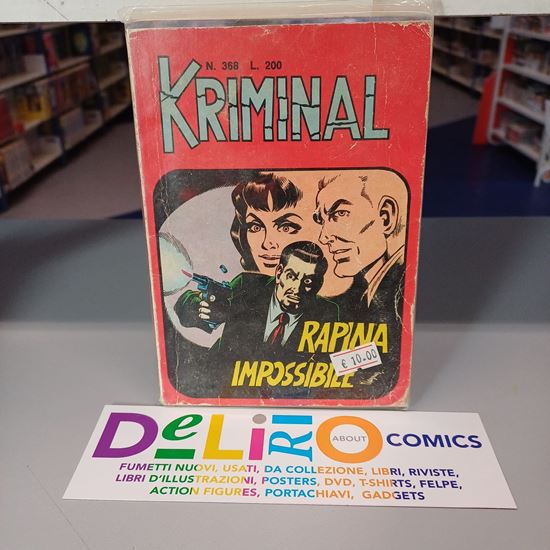 N. 368 L. 200
KRIMINAL
RAPINA
IMPOSSIBILE
€ 10.00
DeLiRiO ABOUT COMICS
FUMETTI NUOVI, USATI, DA COLLEZIONE, LIBRI, RIVISTE,
LIBRI D'ILLUSTRAZIONI, POSTERS, DVD, T-SHIRTS, FELPE,
ACTION FIGURES, PORTACHIAVI, GADGETS